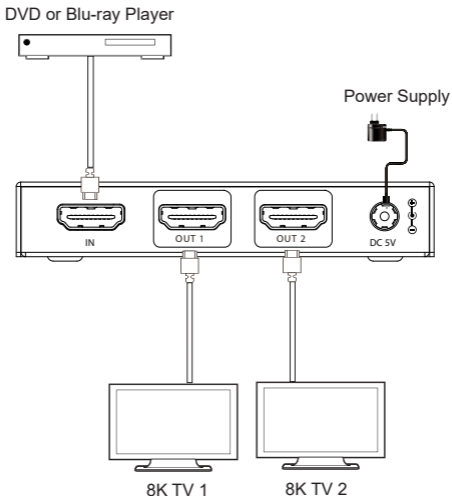 DVD or Blu-ray Player
Power Supply
IN
OUT 1
OUT 2
DC 5V
8K TV 1
8K TV 2